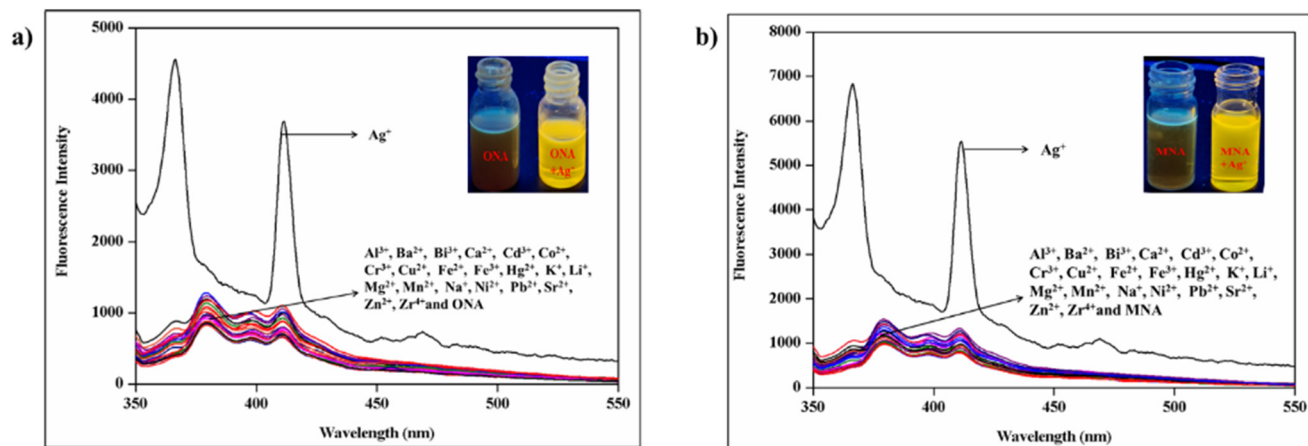 a)
5000
4000
3000
2000
1000
0
Fluorescence Intensity
350
400
450
500
550
Wavelength (nm)
Ag⁺
ONA
ONA
+Ag⁺
Al³⁺, Ba²⁺, Bi³⁺, Ca²⁺, Cd³⁺, Co²⁺,
Cr³⁺, Cu²⁺, Fe²⁺, Fe³⁺, Hg²⁺, K⁺, Li⁺,
Mg²⁺, Mn²⁺, Na⁺, Ni²⁺, Pb²⁺, Sr²⁺,
Zn²⁺, Zr⁴⁺and ONA
b)
8000
7000
6000
5000
4000
3000
2000
1000
0
Fluorescence Intensity
350
400
450
500
550
Wavelength (nm)
Ag⁺
MNA
MNA
+Ag⁺
Al³⁺, Ba²⁺, Bi³⁺, Ca²⁺, Cd³⁺, Co²⁺,
Cr³⁺, Cu²⁺, Fe²⁺, Fe³⁺, Hg²⁺, K⁺, Li⁺,
Mg²⁺, Mn²⁺, Na⁺, Ni²⁺, Pb²⁺, Sr²⁺,
Zn²⁺, Zr⁴⁺and MNA